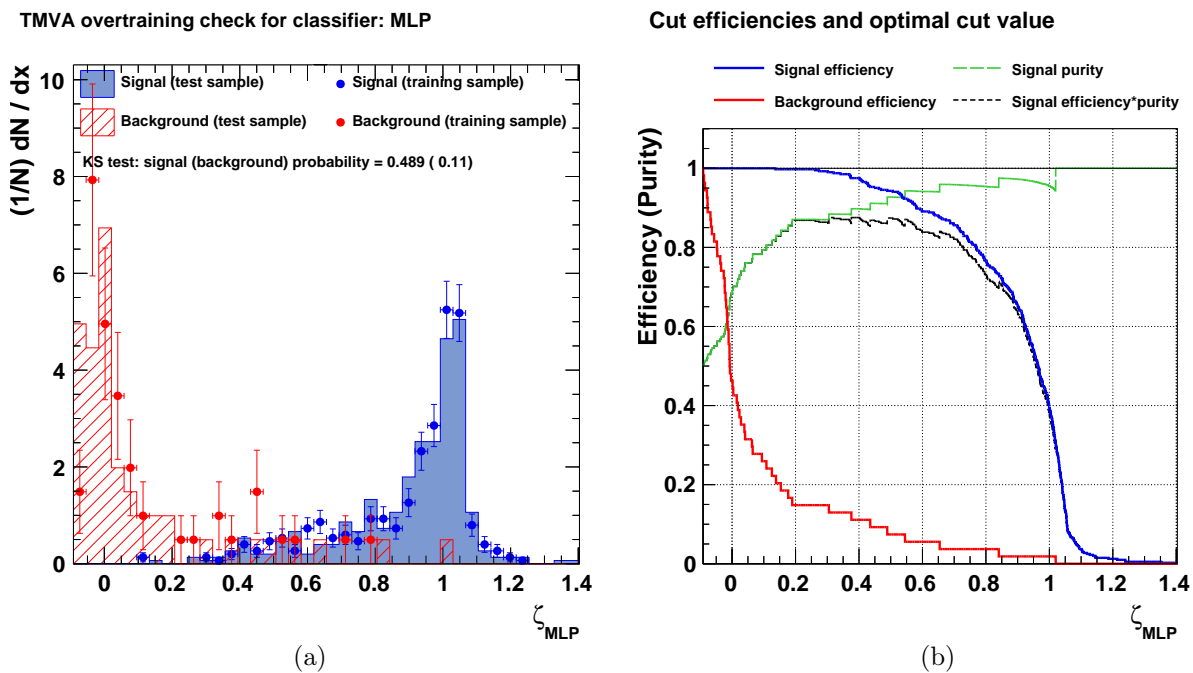 TMVA overtraining check for classifier: MLP
Signal (test sample)
Signal (training sample)
Background (test sample)
Background (training sample)
KS test: signal (background) probability = 0.489 ( 0.11)
(1/N) dN / dx
10
8
6
4
2
0
0 0.2 0.4 0.6 0.8 1 1.2 1.4
ζMLP
(a)
Cut efficiencies and optimal cut value
Signal efficiency
Signal purity
Background efficiency
Signal efficiency*purity
Efficiency (Purity)
1
0.8
0.6
0.4
0.2
0
0 0.2 0.4 0.6 0.8 1 1.2 1.4
ζMLP
(b)